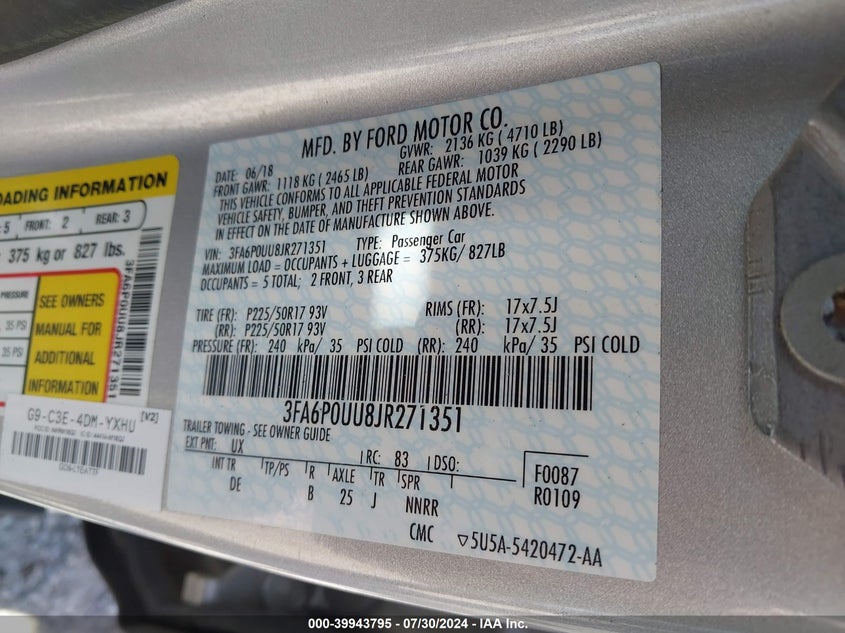 MFD. BY FORD MOTOR CO.
DATE: 06/18 GVWR: 2136 KG ( 4710 LB)
FRONT GAWR: 1118 KG ( 2465 LB) REAR GAWR: 1039 KG ( 2290 LB)
THIS VEHICLE CONFORMS TO ALL APPLICABLE FEDERAL MOTOR
VEHICLE SAFETY, BUMPER, AND THEFT PREVENTION STANDARDS
IN EFFECT ON THE DATE OF MANUFACTURE SHOWN ABOVE.
VIN: 3FA6P0UU8JR271351 TYPE: Passenger Car
MAXIMUM LOAD = OCCUPANTS + LUGGAGE = 375KG/ 827LB
OCCUPANTS = 5 TOTAL; 2 FRONT, 3 REAR
TIRE (FR): P225/50R17 93V RIMS (FR): 17x7.5J
(RR): P225/50R17 93V (RR): 17x7.5J
PRESSURE (FR): 240 kPa/ 35 PSI COLD (RR): 240 kPa/ 35 PSI COLD
3FA6P0UU8JR271351
TRAILER TOWING - SEE OWNER GUIDE
EXT PNT: UX RC: 83 DSO:
INT TR TP/PS R AXLE TR SPR
DE B 25 J NNRR
F0087
R0109
CMC ▽5U5A-5420472-AA
OADING INFORMATION
5 FRONT: 2 REAR: 3
375 kg or 827 lbs.
3FA6P0UU8JR271351
PRESSURE
35 PSI
35 PSI
SEE OWNERS
MANUAL FOR
ADDITIONAL
INFORMATION
G9-C3E-4DM-YXHU [V2]
000-39943795 — 07/30/2024 — IAA Inc.